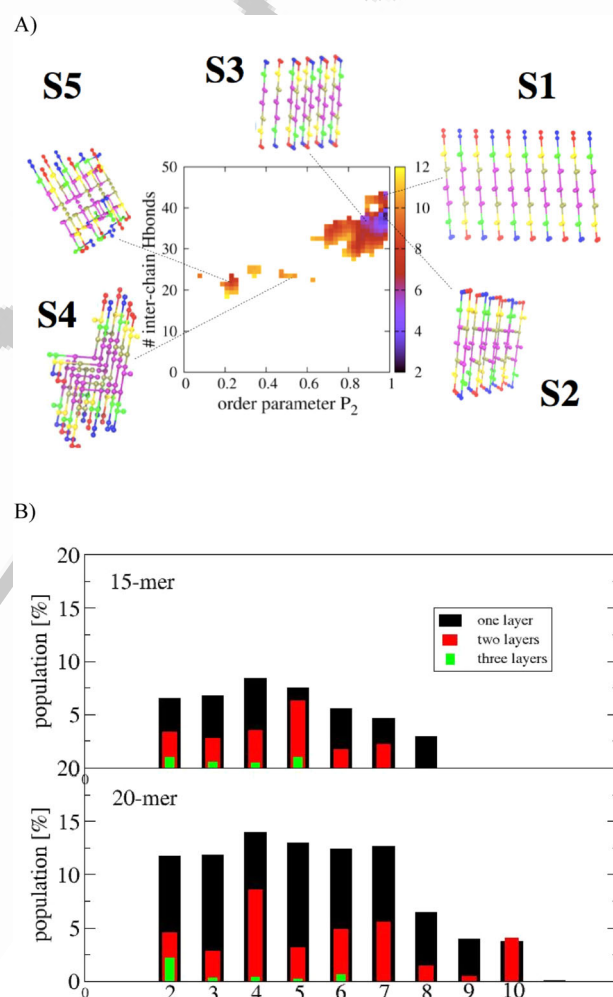 A)
S5
S3
S1
S4
S2
50
40
30
20
10
0
# inter-chain Hbonds
0 0.2 0.4 0.6 0.8 1
order parameter P2
12
10
8
6
4
2
B)
20
15
10
5
20
15
10
5
0
population [%]
population [%]
15-mer
one layer
two layers
three layers
0
20-mer
0 2 3 4 5 6 7 8 9 10